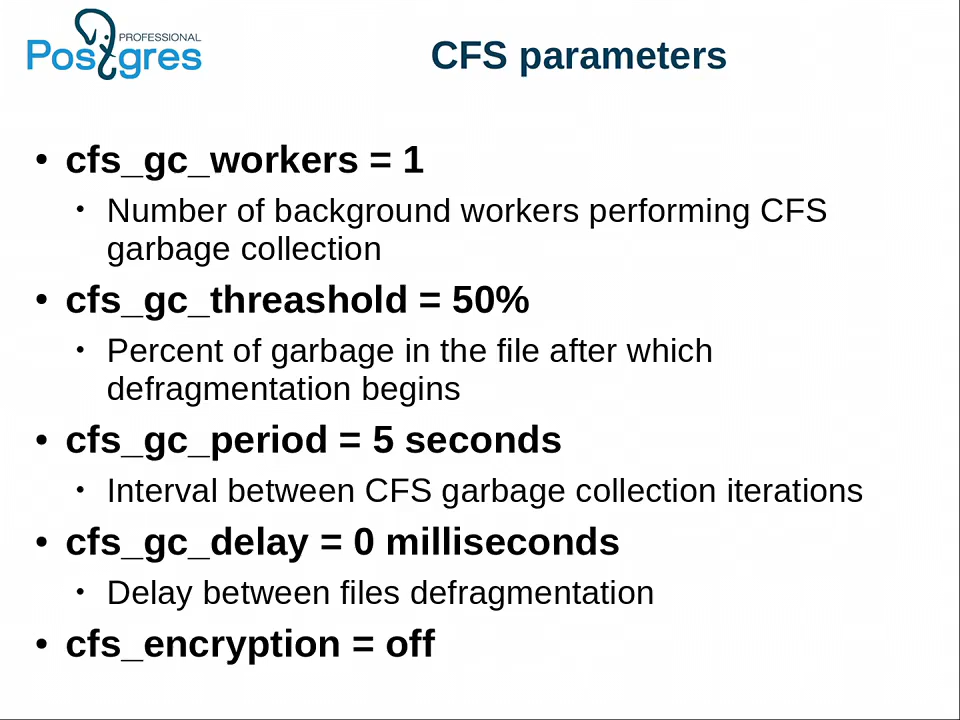 PROFESSIONAL
Postgres
CFS parameters
• cfs_gc_workers = 1
• Number of background workers performing CFS
garbage collection
• cfs_gc_threashold = 50%
• Percent of garbage in the file after which
defragmentation begins
• cfs_gc_period = 5 seconds
• Interval between CFS garbage collection iterations
• cfs_gc_delay = 0 milliseconds
• Delay between files defragmentation
• cfs_encryption = off